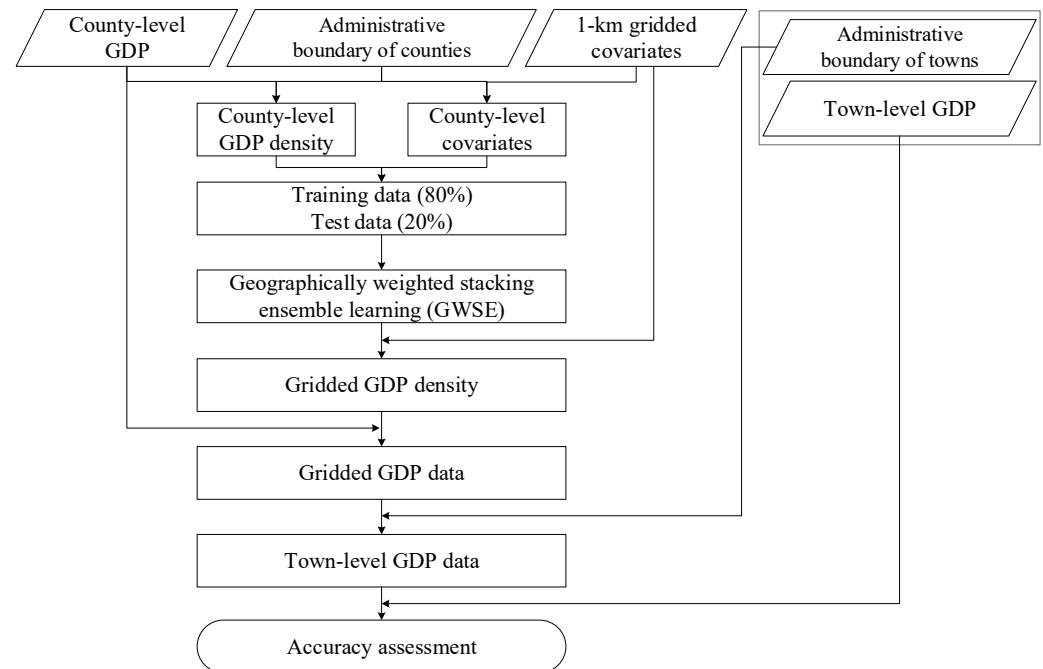 County-level
GDP
Administrative
boundary of counties
1-km gridded
covariates
Administrative
boundary of towns
Town-level GDP
County-level
GDP density
County-level
covariates
Training data (80%)
Test data (20%)
Geographically weighted stacking
ensemble learning (GWSE)
Gridded GDP density
Gridded GDP data
Town-level GDP data
Accuracy assessment